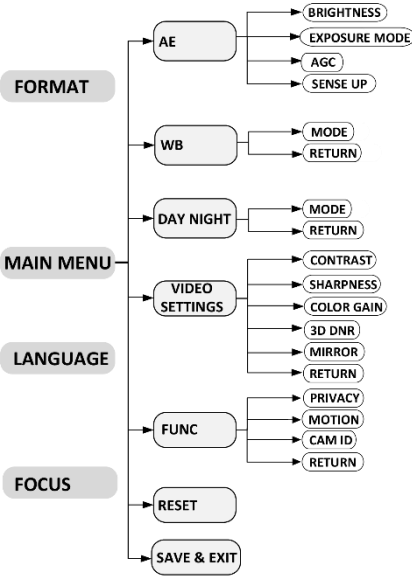 FORMAT
MAIN MENU
LANGUAGE
FOCUS
AE
BRIGHTNESS
EXPOSURE MODE
AGC
SENSE UP
WB
MODE
RETURN
DAY NIGHT
MODE
RETURN
VIDEO
SETTINGS
CONTRAST
SHARPNESS
COLOR GAIN
3D DNR
MIRROR
RETURN
FUNC
PRIVACY
MOTION
CAM ID
RETURN
RESET
SAVE & EXIT